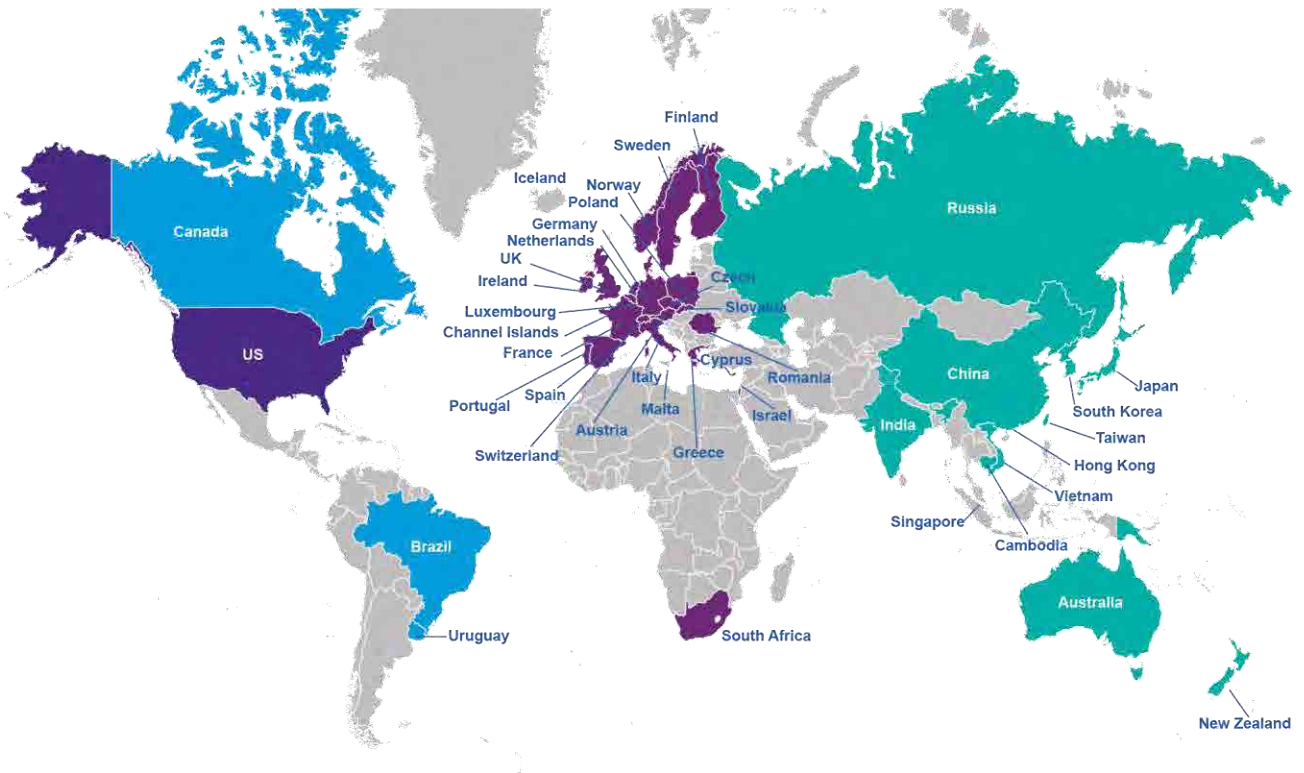 Finland
Sweden
Iceland
Norway
Poland
Russia
Germany
Canada
Netherlands
UK
Czech
Ireland
Slovakia
Luxembourg
Channel Islands
France
US
Cyprus
China
Italy
Romania
Japan
Spain
Portugal
Malta
Israel
South Korea
India
Austria
Taiwan
Switzerland
Greece
Hong Kong
Vietnam
Singapore
Cambodia
Brazil
Australia
Uruguay
South Africa
New Zealand